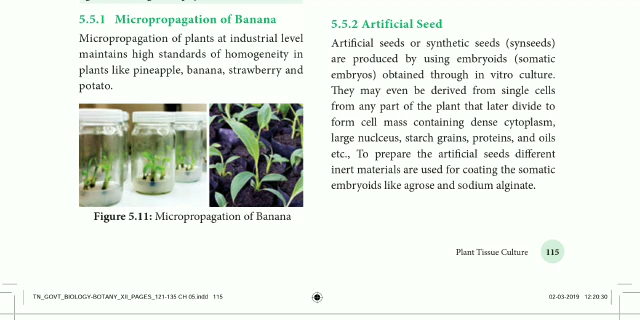 5.5.1 Micropropagation of Banana
Micropropagation of plants at industrial level
maintains high standards of homogeneity in
plants like pineapple, banana, strawberry and
potato.
Figure 5.11: Micropropagation of Banana
5.5.2 Artificial Seed
Artificial seeds or synthetic seeds (synseeds)
are produced by using embryoids (somatic
embryos) obtained through in vitro culture.
They may even be derived from single cells
from any part of the plant that later divide to
form cell mass containing dense cytoplasm,
large nuclceus, starch grains, proteins, and oils
etc., To prepare the artificial seeds different
inert materials are used for coating the somatic
embryoids like agrose and sodium alginate.
Plant Tissue Culture 115
TN_GOVT_BIOLOGY-BOTANY_XII_PAGES_121-135 CH 05.indd 115
02-03-2019 12:20:30